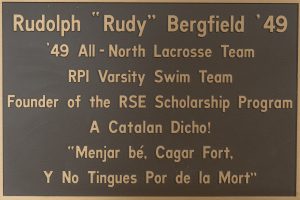 Rudolph "Rudy" Bergfield '49
'49 All-North Lacrosse Team
RPI Varsity Swim Team
Founder of the RSE Scholarship Program
A Catalan Dicho!
"Menjar bé, Cagar Fort,
Y No Tingues Por de la Mort"